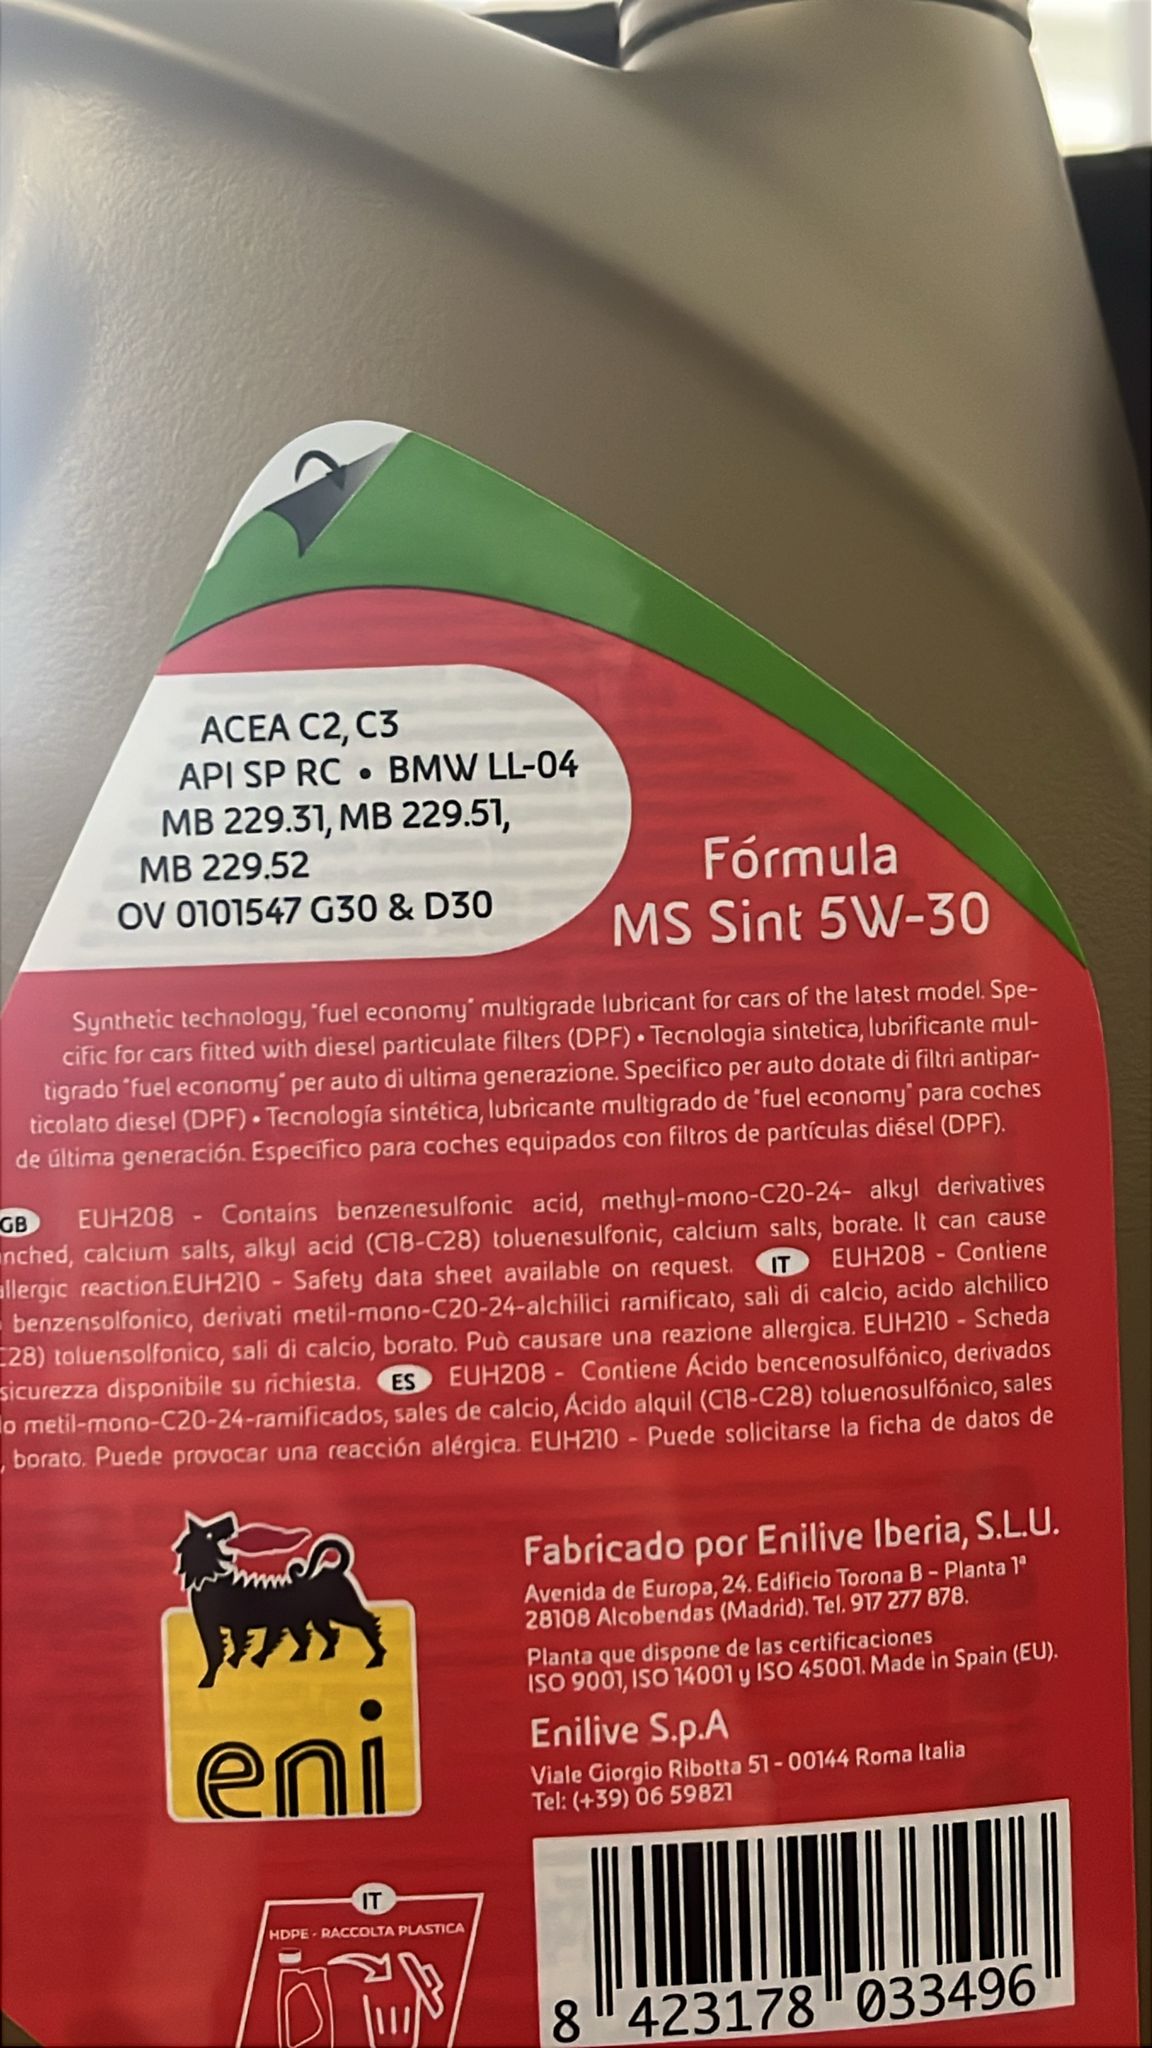 ACEA C2, C3
API SP RC • BMW LL-04
MB 229.31, MB 229.51,
MB 229.52
OV 0101547 G30 & D30
Fórmula
MS Sint 5W-30
Synthetic technology, "fuel economy" multigrade lubricant for cars of the latest model. Spe-
cific for cars fitted with diesel particulate filters (DPF) • Tecnologia sintetica, lubrificante mul-
tigrado "fuel economy" per auto di ultima generazione. Specifico per auto dotate di filtri antipar-
ticolato diesel (DPF) • Tecnología sintética, lubricante multigrado de "fuel economy" para coches
de última generación. Específico para coches equipados con filtros de partículas diésel (DPF).
GB EUH208 - Contains benzenesulfonic acid, methyl-mono-C20-24- alkyl derivatives
nched, calcium salts, alkyl acid (C18-C28) toluenesulfonic, calcium salts, borate. It can cause
allergic reaction.EUH210 - Safety data sheet available on request. IT EUH208 - Contiene
benzensolfonico, derivati metil-mono-C20-24-alchilici ramificato, sali di calcio, acido alchilico
C28) toluensolfonico, sali di calcio, borato. Può causare una reazione allergica. EUH210 - Scheda
sicurezza disponibile su richiesta. ES EUH208 - Contiene Ácido bencenosulfónico, derivados
lo metil-mono-C20-24-ramificados, sales de calcio, Ácido alquil (C18-C28) toluenosulfónico, sales
, borato. Puede provocar una reacción alérgica. EUH210 - Puede solicitarse la ficha de datos de
eni
Fabricado por Enilive Iberia, S.L.U.
Avenida de Europa, 24. Edificio Torona B - Planta 1ª
28108 Alcobendas (Madrid). Tel. 917 277 878.
Planta que dispone de las certificaciones
ISO 9001, ISO 14001 y ISO 45001. Made in Spain (EU).
Enilive S.p.A
Viale Giorgio Ribotta 51 - 00144 Roma Italia
Tel: (+39) 06 59821
IT
HDPE - RACCOLTA PLASTICA
8 423178 033496